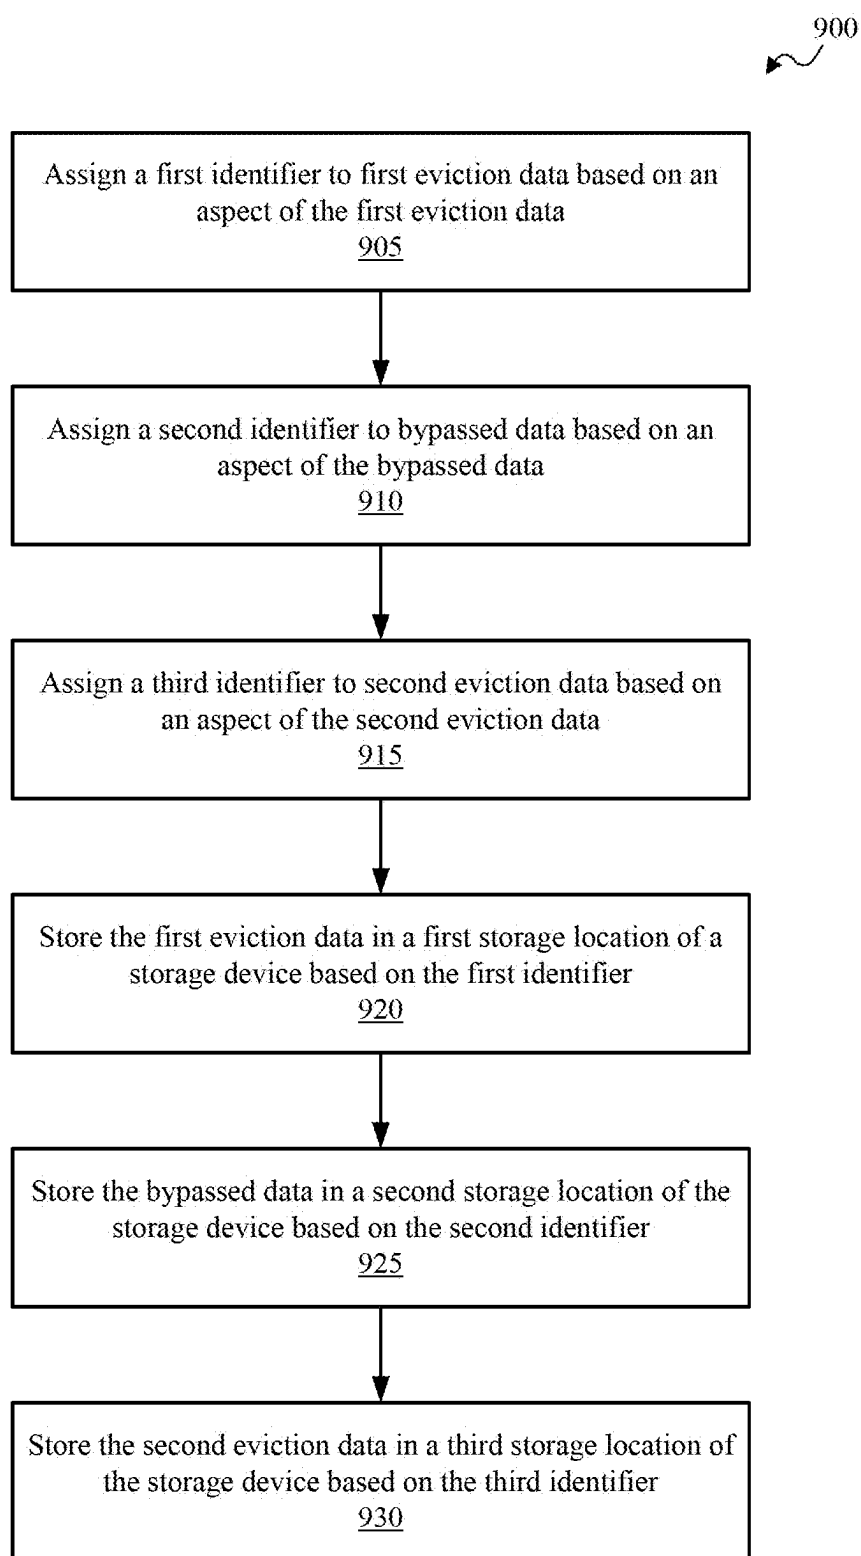 900
Assign a first identifier to first eviction data based on an
aspect of the first eviction data
905
Assign a second identifier to bypassed data based on an
aspect of the bypassed data
910
Assign a third identifier to second eviction data based on
an aspect of the second eviction data
915
Store the first eviction data in a first storage location of a
storage device based on the first identifier
920
Store the bypassed data in a second storage location of the
storage device based on the second identifier
925
Store the second eviction data in a third storage location of
the storage device based on the third identifier
930